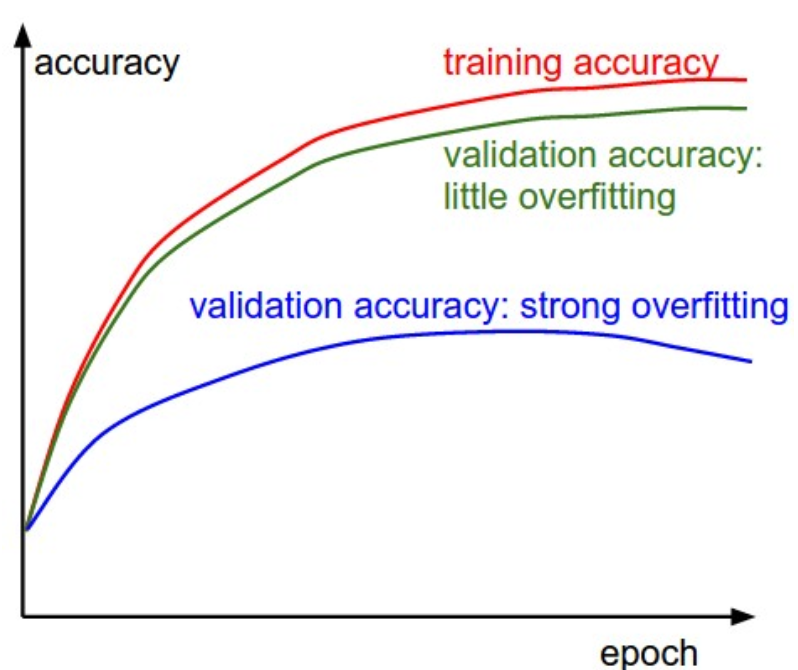 accuracy
training accuracy
validation accuracy:
little overfitting
validation accuracy: strong overfitting
epoch